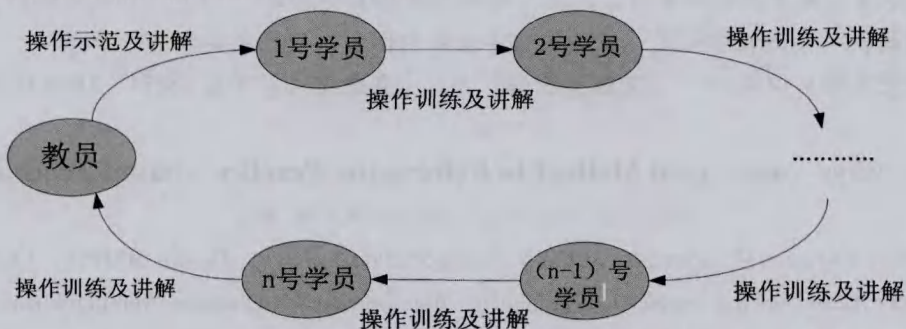 操作示范及讲解
1号学员
2号学员
操作训练及讲解
操作训练及讲解
教员
…………
n号学员
（n-1）号
学员
操作训练及讲解
操作训练及讲解
操作训练及讲解